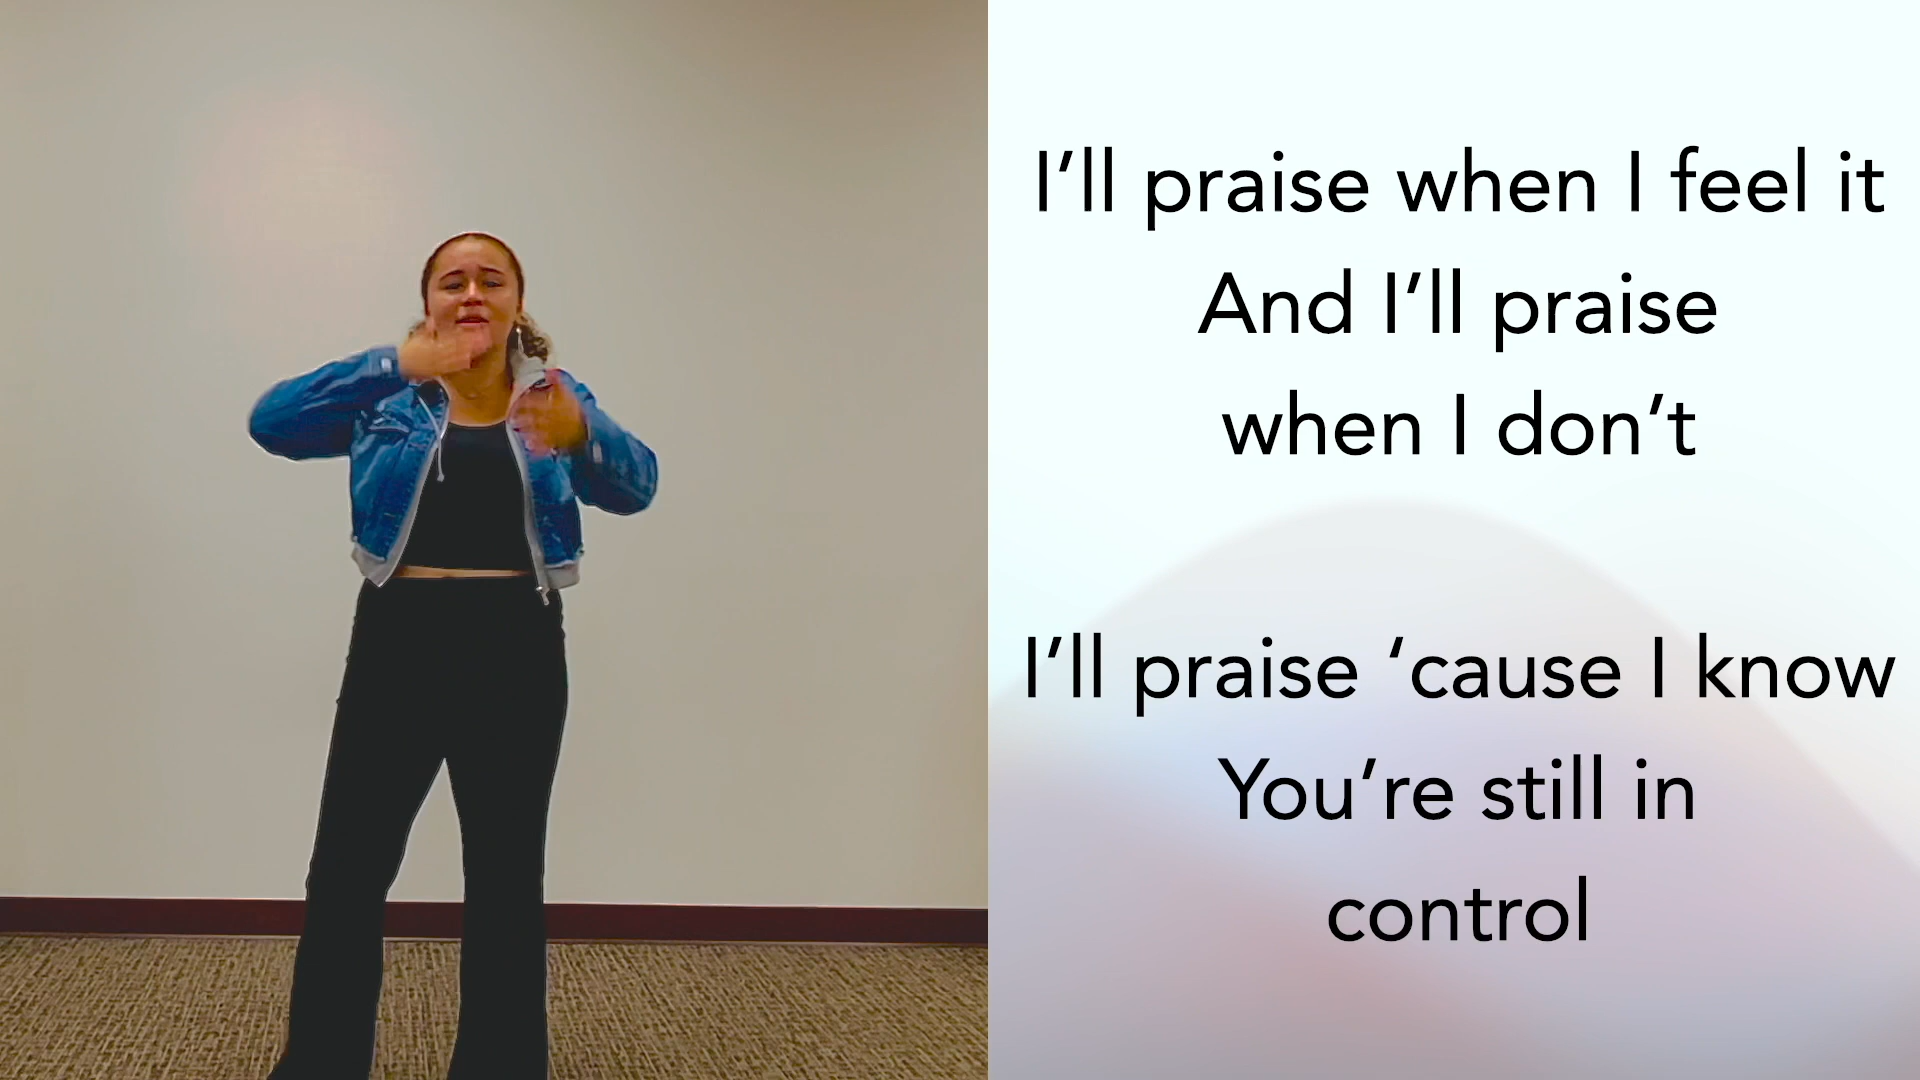 I’ll praise when I feel it
And I’ll praise
when I don’t
I’ll praise ‘cause I know
You’re still in
control